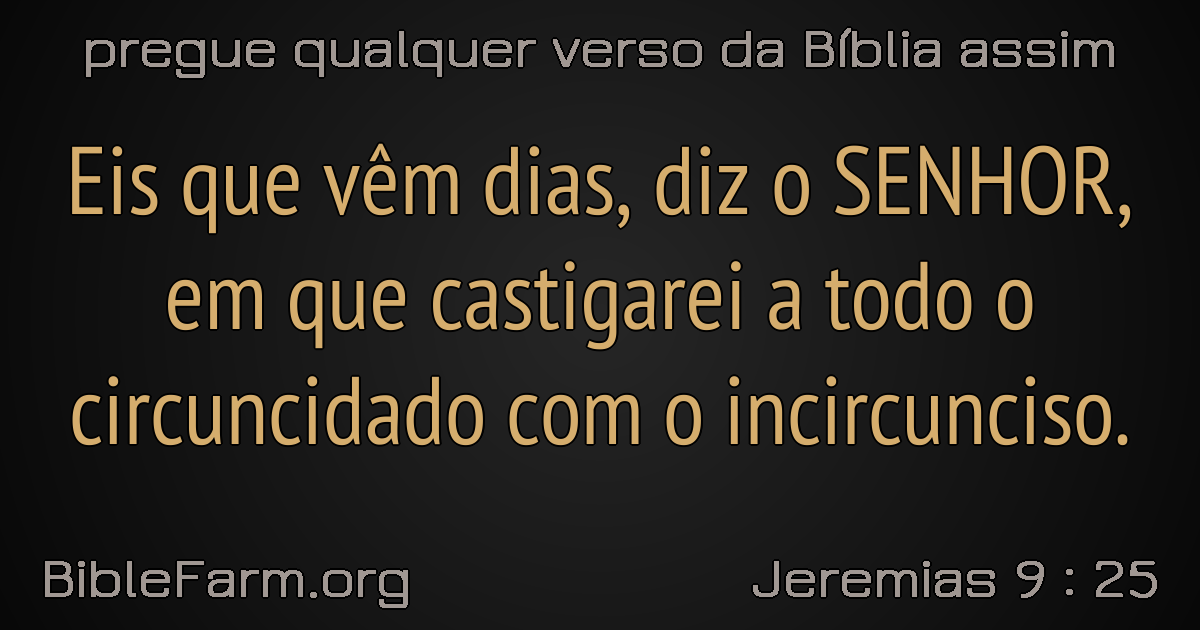 pregue qualquer verso da Bíblia assim
Eis que vêm dias, diz o SENHOR,
em que castigarei a todo o
circuncidado com o incircunciso.
BibleFarm.org
Jeremias 9 : 25